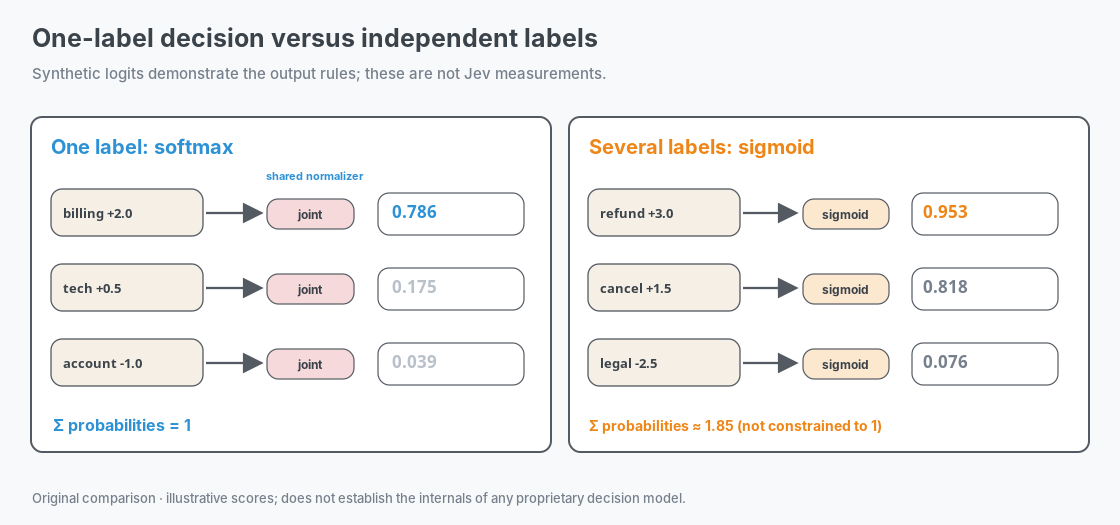 One-label decision versus independent labels
Synthetic logits demonstrate the output rules; these are not Jev measurements.
One label: softmax
shared normalizer
billing +2.0
joint
0.786
tech +0.5
joint
0.175
account -1.0
joint
0.039
Σ probabilities = 1
Several labels: sigmoid
refund +3.0
sigmoid
0.953
cancel +1.5
sigmoid
0.818
legal -2.5
sigmoid
0.076
Σ probabilities ≈ 1.85 (not constrained to 1)
Original comparison · illustrative scores; does not establish the internals of any proprietary decision model.